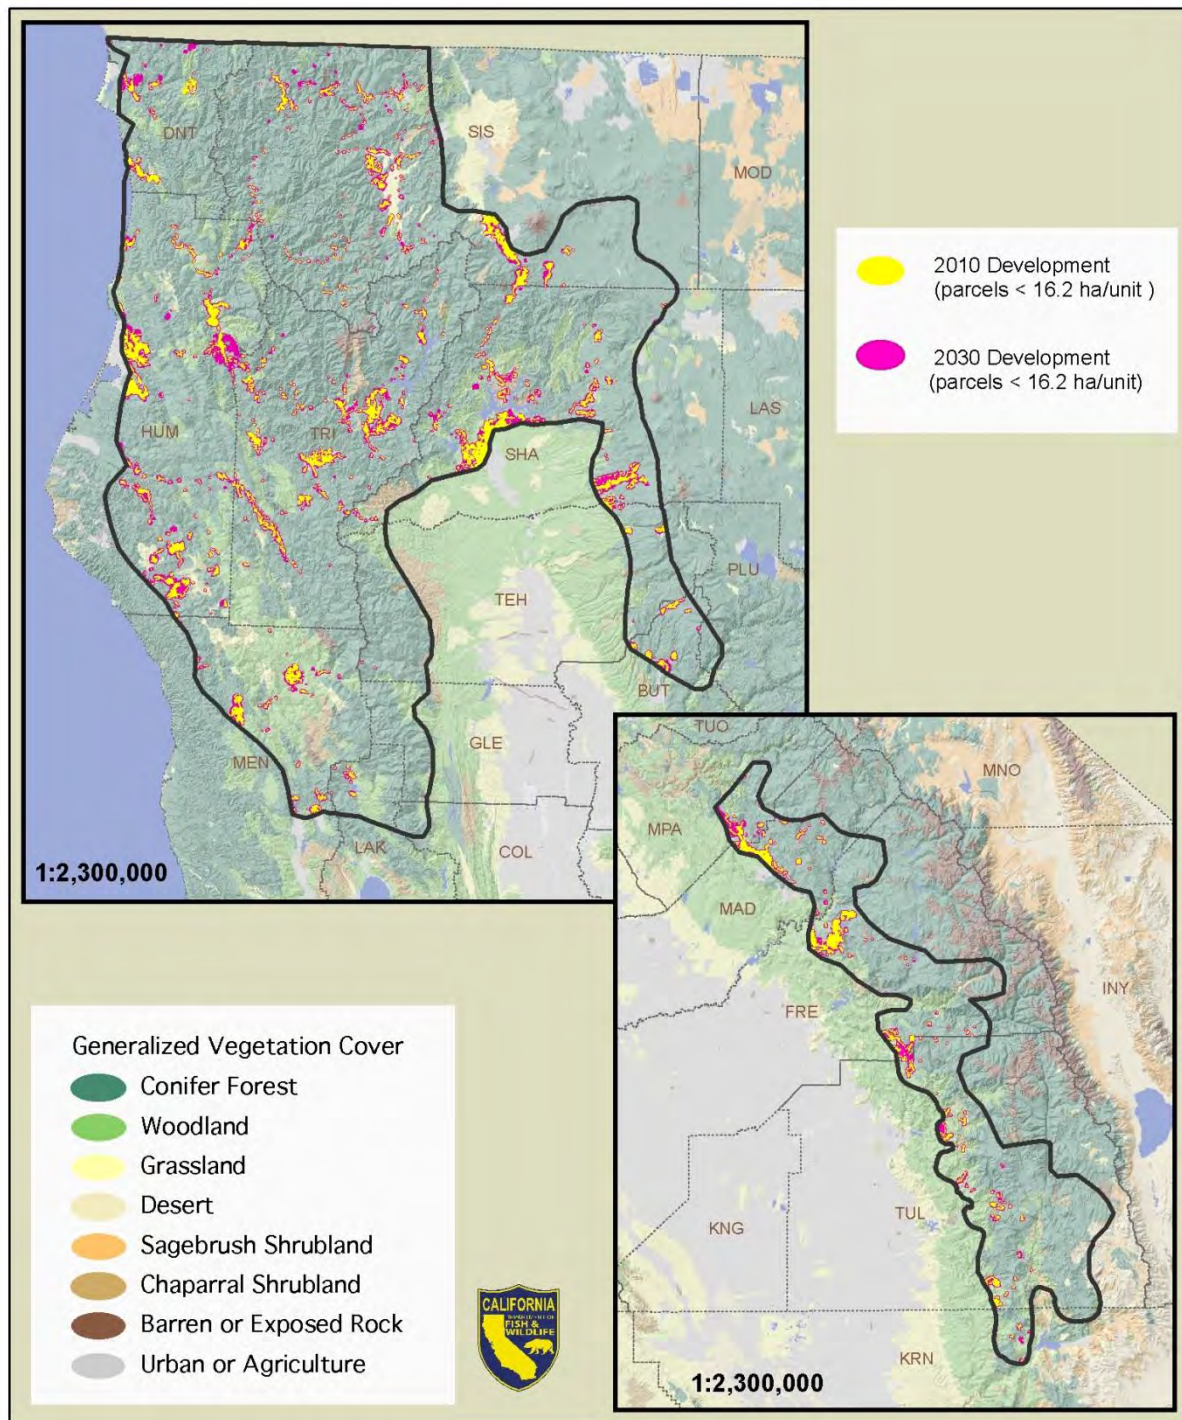 DNT
SIS
MOD
2010 Development
(parcels < 16.2 ha/unit )
2030 Development
(parcels < 16.2 ha/unit)
LAS
HUM
TRI
SHA
PLU
TEH
BUT
GLE
MEN
COL
LAK
1:2,300,000
TUO
MNO
MPA
MAD
FRE
INY
KNG
TUL
KRN
1:2,300,000
Generalized Vegetation Cover
Conifer Forest
Woodland
Grassland
Desert
Sagebrush Shrubland
Chaparral Shrubland
Barren or Exposed Rock
Urban or Agriculture
CALIFORNIA
FISH &
WILDLIFE